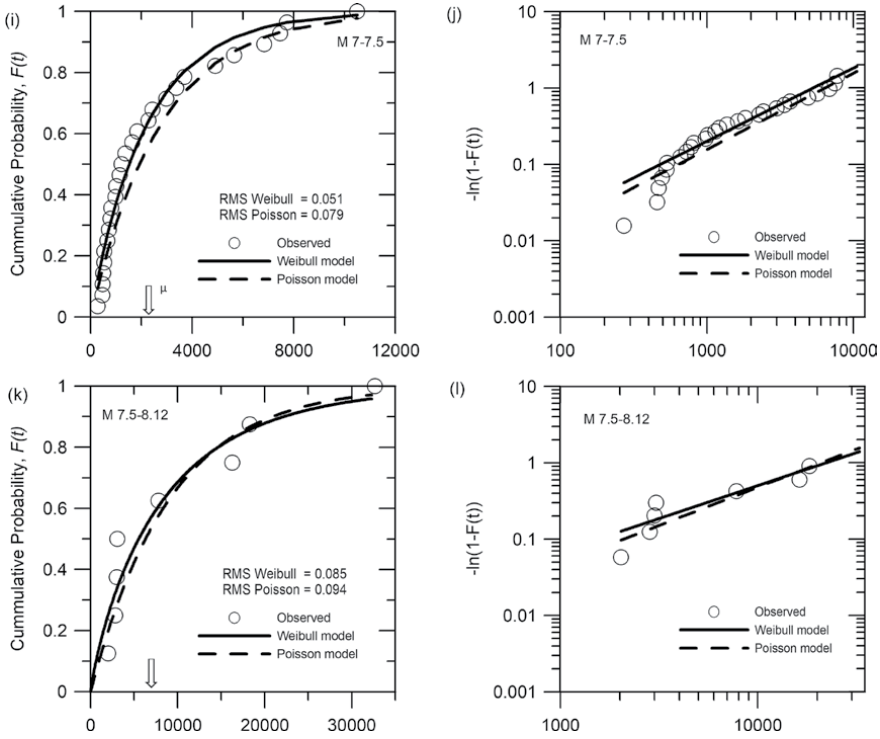 (i)
Cummulative Probability, F(t)
1
0.8
0.6
0.4
0.2
0
M 7-7.5
RMS Weibull = 0.051
RMS Poisson = 0.079
Observed
Weibull model
Poisson model
μ
0 4000 8000 12000
(j)
-ln(1-F(t))
10
1
0.1
0.01
0.001
M 7-7.5
Observed
Weibull model
Poisson model
100 1000 10000
(k)
Cummulative Probability, F(t)
1
0.8
0.6
0.4
0.2
0
M 7.5-8.12
RMS Weibull = 0.085
RMS Poisson = 0.094
Observed
Weibull model
Poisson model
0 10000 20000 30000
(l)
-ln(1-F(t))
10
1
0.1
0.01
0.001
M 7.5-8.12
Observed
Weibull model
Poisson model
1000 10000